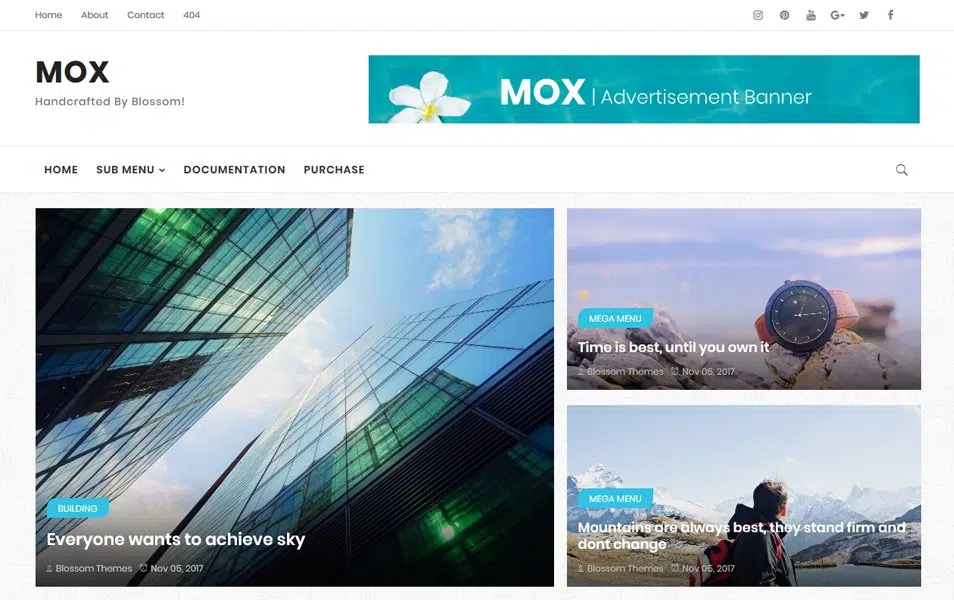 Home About Contact 404
MOX
Handcrafted By Blossom!
MOX | Advertisement Banner
HOME SUB MENU DOCUMENTATION PURCHASE
BUILDING
Everyone wants to achieve sky
Blossom Themes Nov 05, 2017
MEGA MENU
Time is best, until you own it
Blossom Themes Nov 05, 2017
MEGA MENU
Mountains are always best, they stand firm and
dont change
Blossom Themes Nov 05, 2017